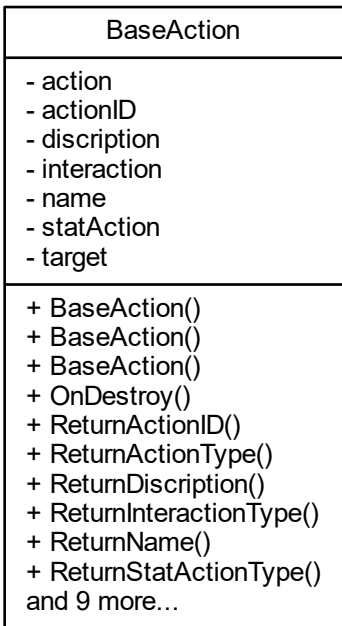 BaseAction
- action
- actionID
- discription
- interaction
- name
- statAction
- target
+ BaseAction()
+ BaseAction()
+ BaseAction()
+ OnDestroy()
+ ReturnActionID()
+ ReturnActionType()
+ ReturnDiscription()
+ ReturnInteractionType()
+ ReturnName()
+ ReturnStatActionType()
and 9 more...